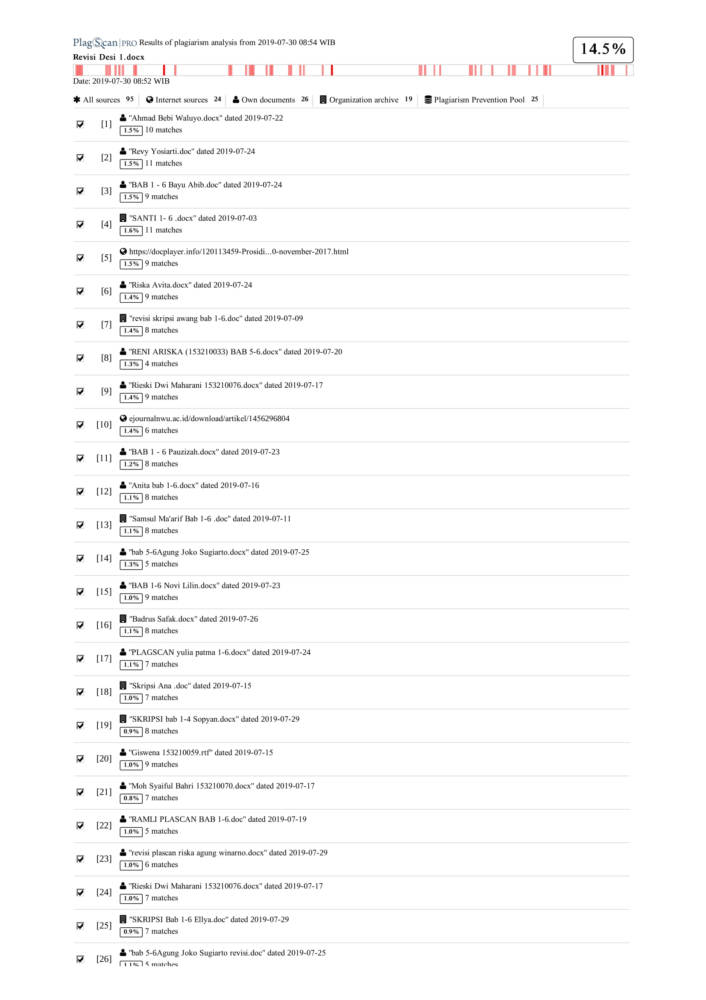 PlagScan|PRO Results of plagiarism analysis from 2019-07-30 08:54 WIB
14.5%
Revisi Desi 1.docx
Date: 2019-07-30 08:52 WIB
All sources 95 Internet sources 24 Own documents 26 Organization archive 19 Plagiarism Prevention Pool 25
[1] "Ahmad Bebi Waluyo.docx" dated 2019-07-22
1.5% 10 matches
[2] "Revy Yosiarti.doc" dated 2019-07-24
1.5% 11 matches
[3] "BAB 1 - 6 Bayu Abib.doc" dated 2019-07-24
1.5% 9 matches
[4] "SANTI 1- 6 .docx" dated 2019-07-03
1.6% 11 matches
[5] https://docplayer.info/120113459-Prosidi...0-november-2017.html
1.5% 9 matches
[6] "Riska Avita.docx" dated 2019-07-24
1.4% 9 matches
[7] "revisi skripsi awang bab 1-6.doc" dated 2019-07-09
1.4% 8 matches
[8] "RENI ARISKA (153210033) BAB 5-6.docx" dated 2019-07-20
1.3% 4 matches
[9] "Rieski Dwi Maharani 153210076.docx" dated 2019-07-17
1.4% 9 matches
[10] ejournalnwu.ac.id/download/artikel/1456296804
1.4% 6 matches
[11] "BAB 1 - 6 Pauzizah.docx" dated 2019-07-23
1.2% 8 matches
[12] "Anita bab 1-6.docx" dated 2019-07-16
1.1% 8 matches
[13] "Samsul Ma'arif Bab 1-6 .doc" dated 2019-07-11
1.1% 8 matches
[14] "bab 5-6Agung Joko Sugiarto.docx" dated 2019-07-25
1.3% 5 matches
[15] "BAB 1-6 Novi Lilin.docx" dated 2019-07-23
1.0% 9 matches
[16] "Badrus Safak.docx" dated 2019-07-26
1.1% 8 matches
[17] "PLAGSCAN yulia patma 1-6.docx" dated 2019-07-24
1.1% 7 matches
[18] "Skripsi Ana .doc" dated 2019-07-15
1.0% 7 matches
[19] "SKRIPSI bab 1-4 Sopyan.docx" dated 2019-07-29
0.9% 8 matches
[20] "Giswena 153210059.rtf" dated 2019-07-15
1.0% 9 matches
[21] "Moh Syaiful Bahri 153210070.docx" dated 2019-07-17
0.8% 7 matches
[22] "RAMLI PLASCAN BAB 1-6.doc" dated 2019-07-19
1.0% 5 matches
[23] "revisi plascan riska agung winarno.docx" dated 2019-07-29
1.0% 6 matches
[24] "Rieski Dwi Maharani 153210076.docx" dated 2019-07-17
1.0% 7 matches
[25] "SKRIPSI Bab 1-6 Ellya.doc" dated 2019-07-29
0.9% 7 matches
[26] "bab 5-6Agung Joko Sugiarto revisi.doc" dated 2019-07-25
1.1% 5 matches